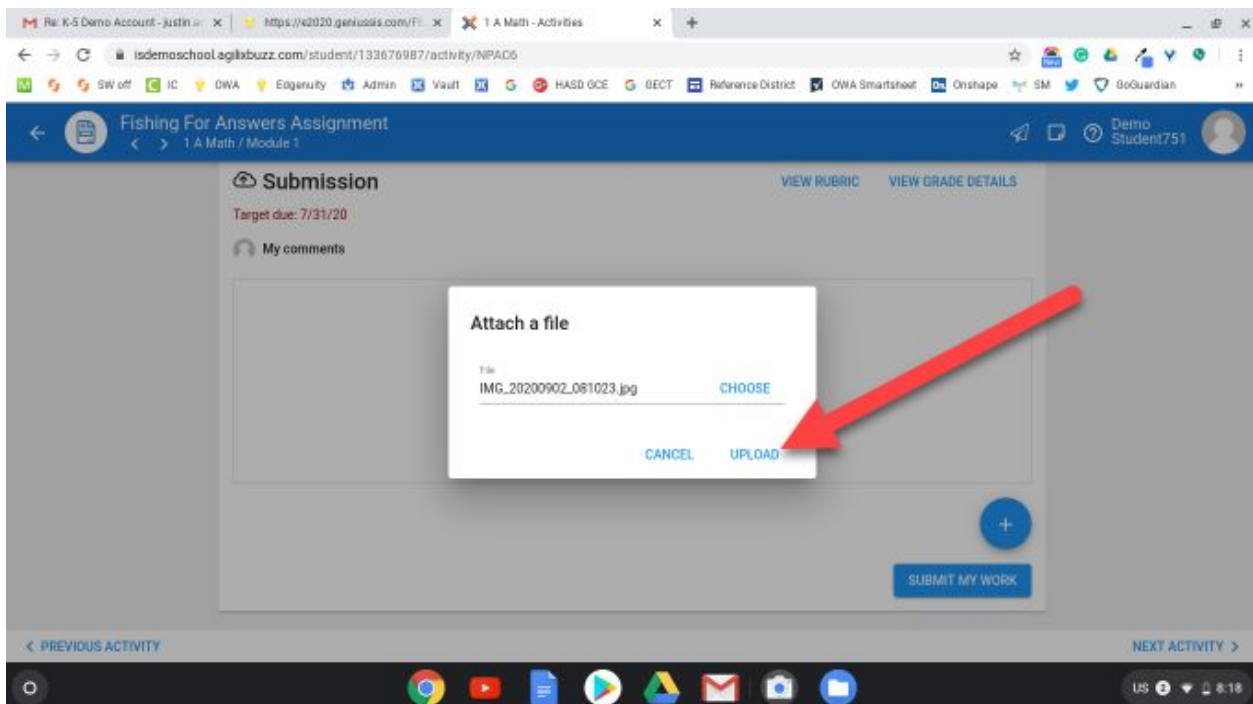 Re: K-5 Demo Account - justin.a
https://e2020.geniussis.com/Fl
1 A Math - Activities
isdemoschool.agilixbuzz.com/student/133676987/activity/NPAC6
SW off IC OWA Edgenuity Admin Vault G HASD GCE GECT Reference District OWA Smartsheet Onshape SM GoGuardian
Fishing For Answers Assignment
1 A Math / Module 1
Demo
Student751
Submission
VIEW RUBRIC VIEW GRADE DETAILS
Target due: 7/31/20
My comments
Attach a file
File
IMG_20200902_081023.jpg CHOOSE
CANCEL UPLOAD
+
SUBMIT MY WORK
< PREVIOUS ACTIVITY NEXT ACTIVITY >
US 2 8:18